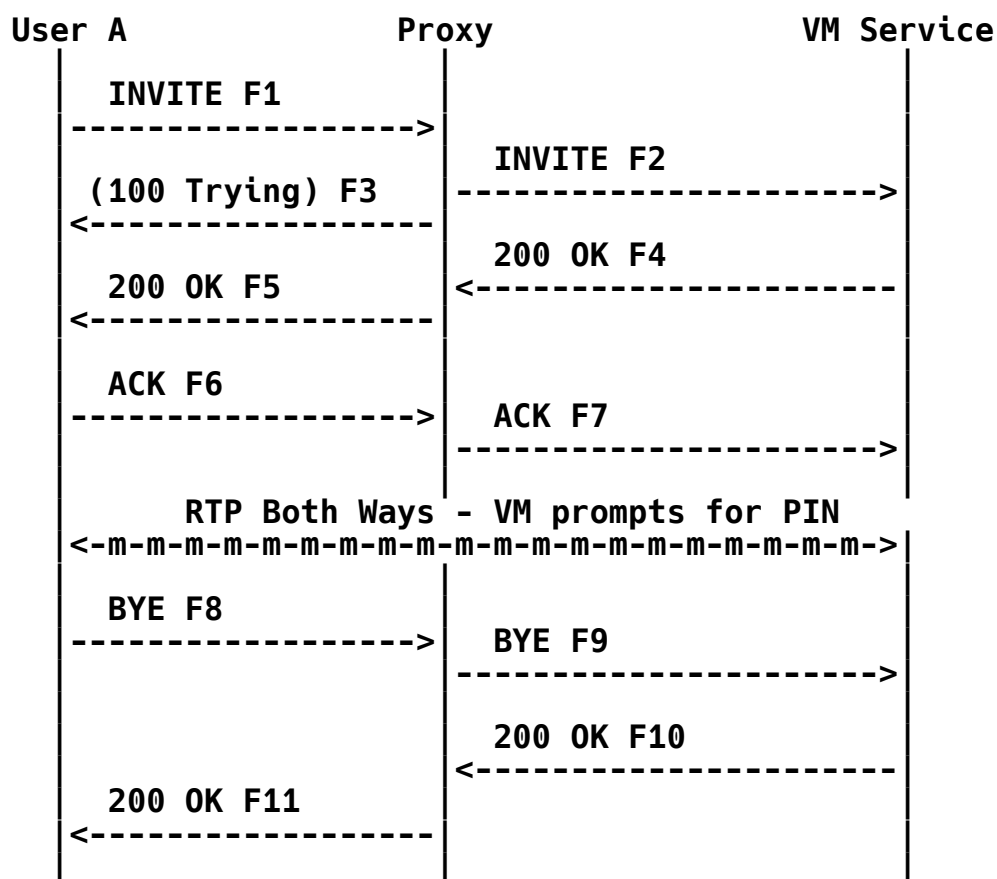 User A Proxy VM Service
INVITE F1
INVITE F2
(100 Trying) F3
200 OK F4
200 OK F5
ACK F6
ACK F7
RTP Both Ways - VM prompts for PIN
<-m-m-m-m-m-m-m-m-m-m-m-m-m-m-m-m-m-m-m-m->
BYE F8
BYE F9
200 OK F10
200 OK F11